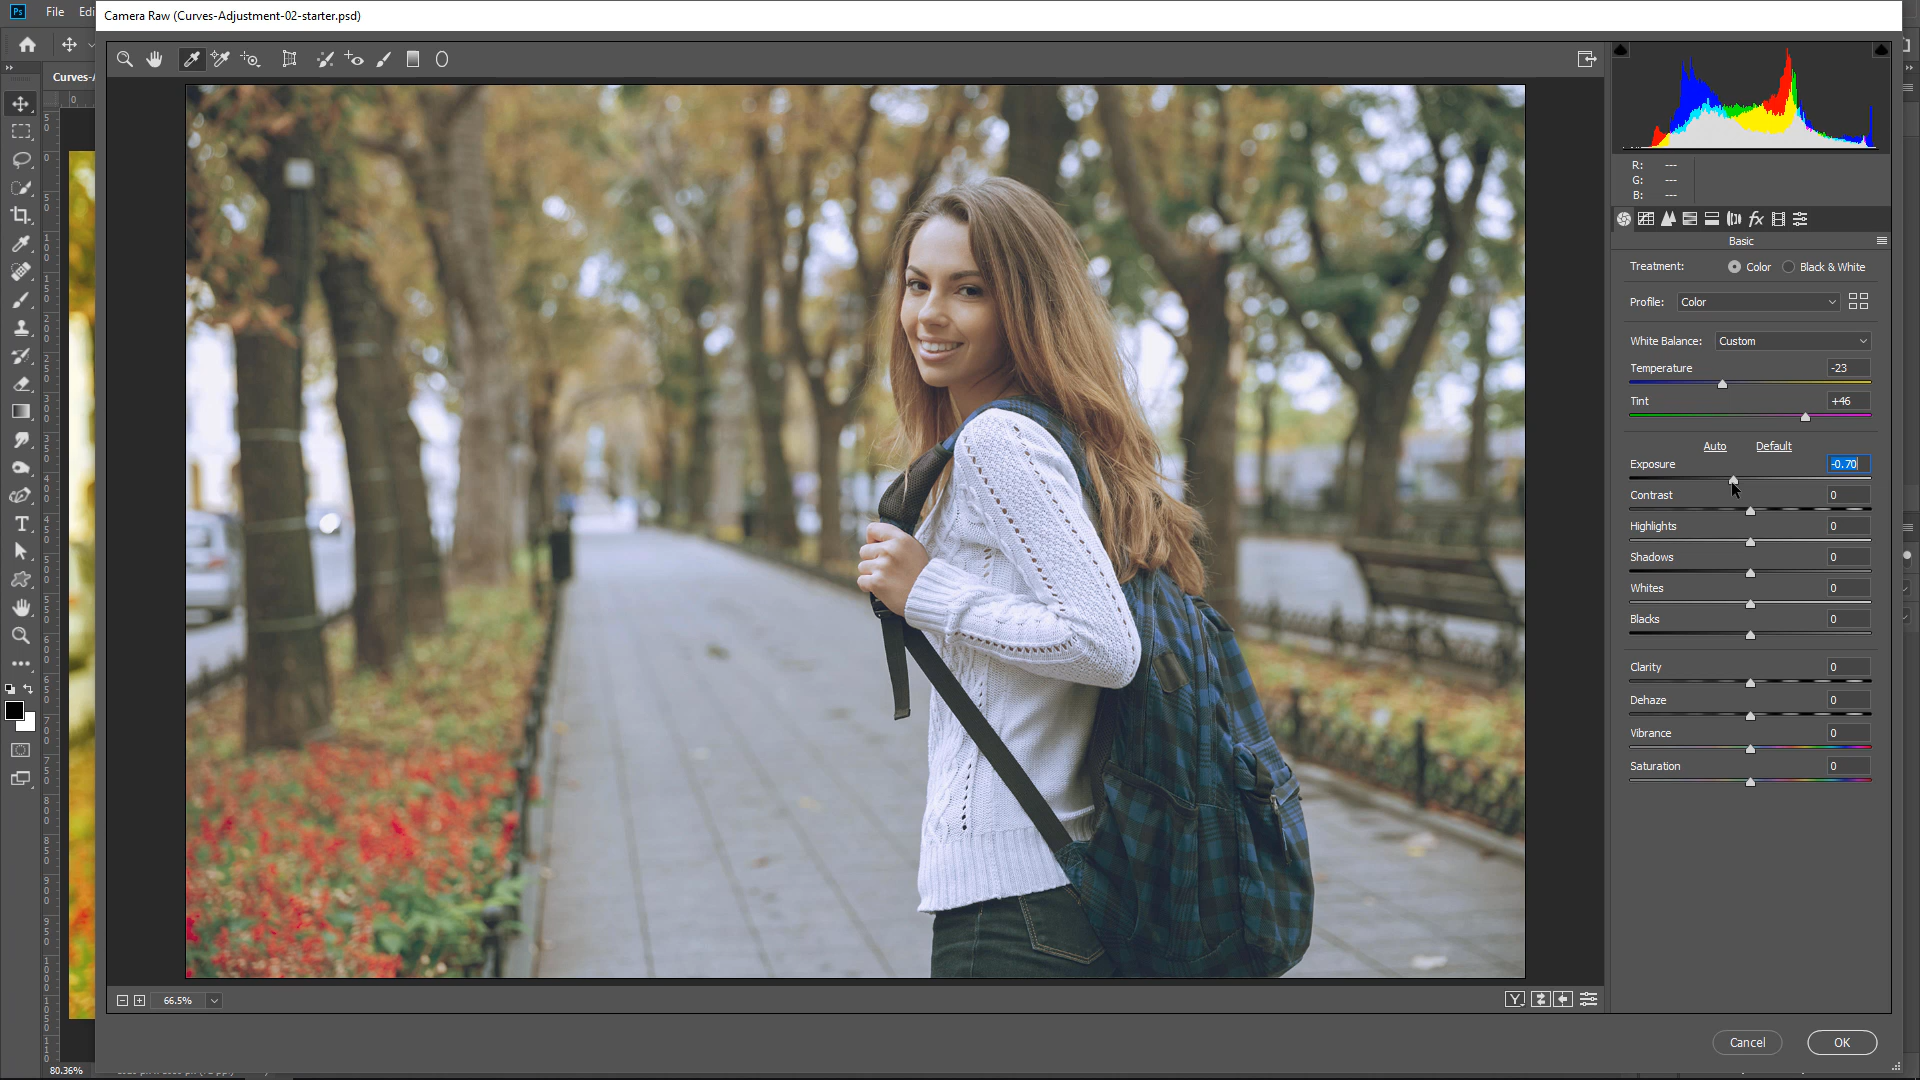 Ps File Edi
Camera Raw (Curves-Adjustment-02-starter.psd)
Curves-A
R: ---
G: ---
B: ---
Basic
Treatment: Color Black & White
Profile: Color
White Balance: Custom
Temperature -23
Tint +46
Auto Default
Exposure -0.70
Contrast 0
Highlights 0
Shadows 0
Whites 0
Blacks 0
Clarity 0
Dehaze 0
Vibrance 0
Saturation 0
66.5%
Y
Cancel OK
80.36%